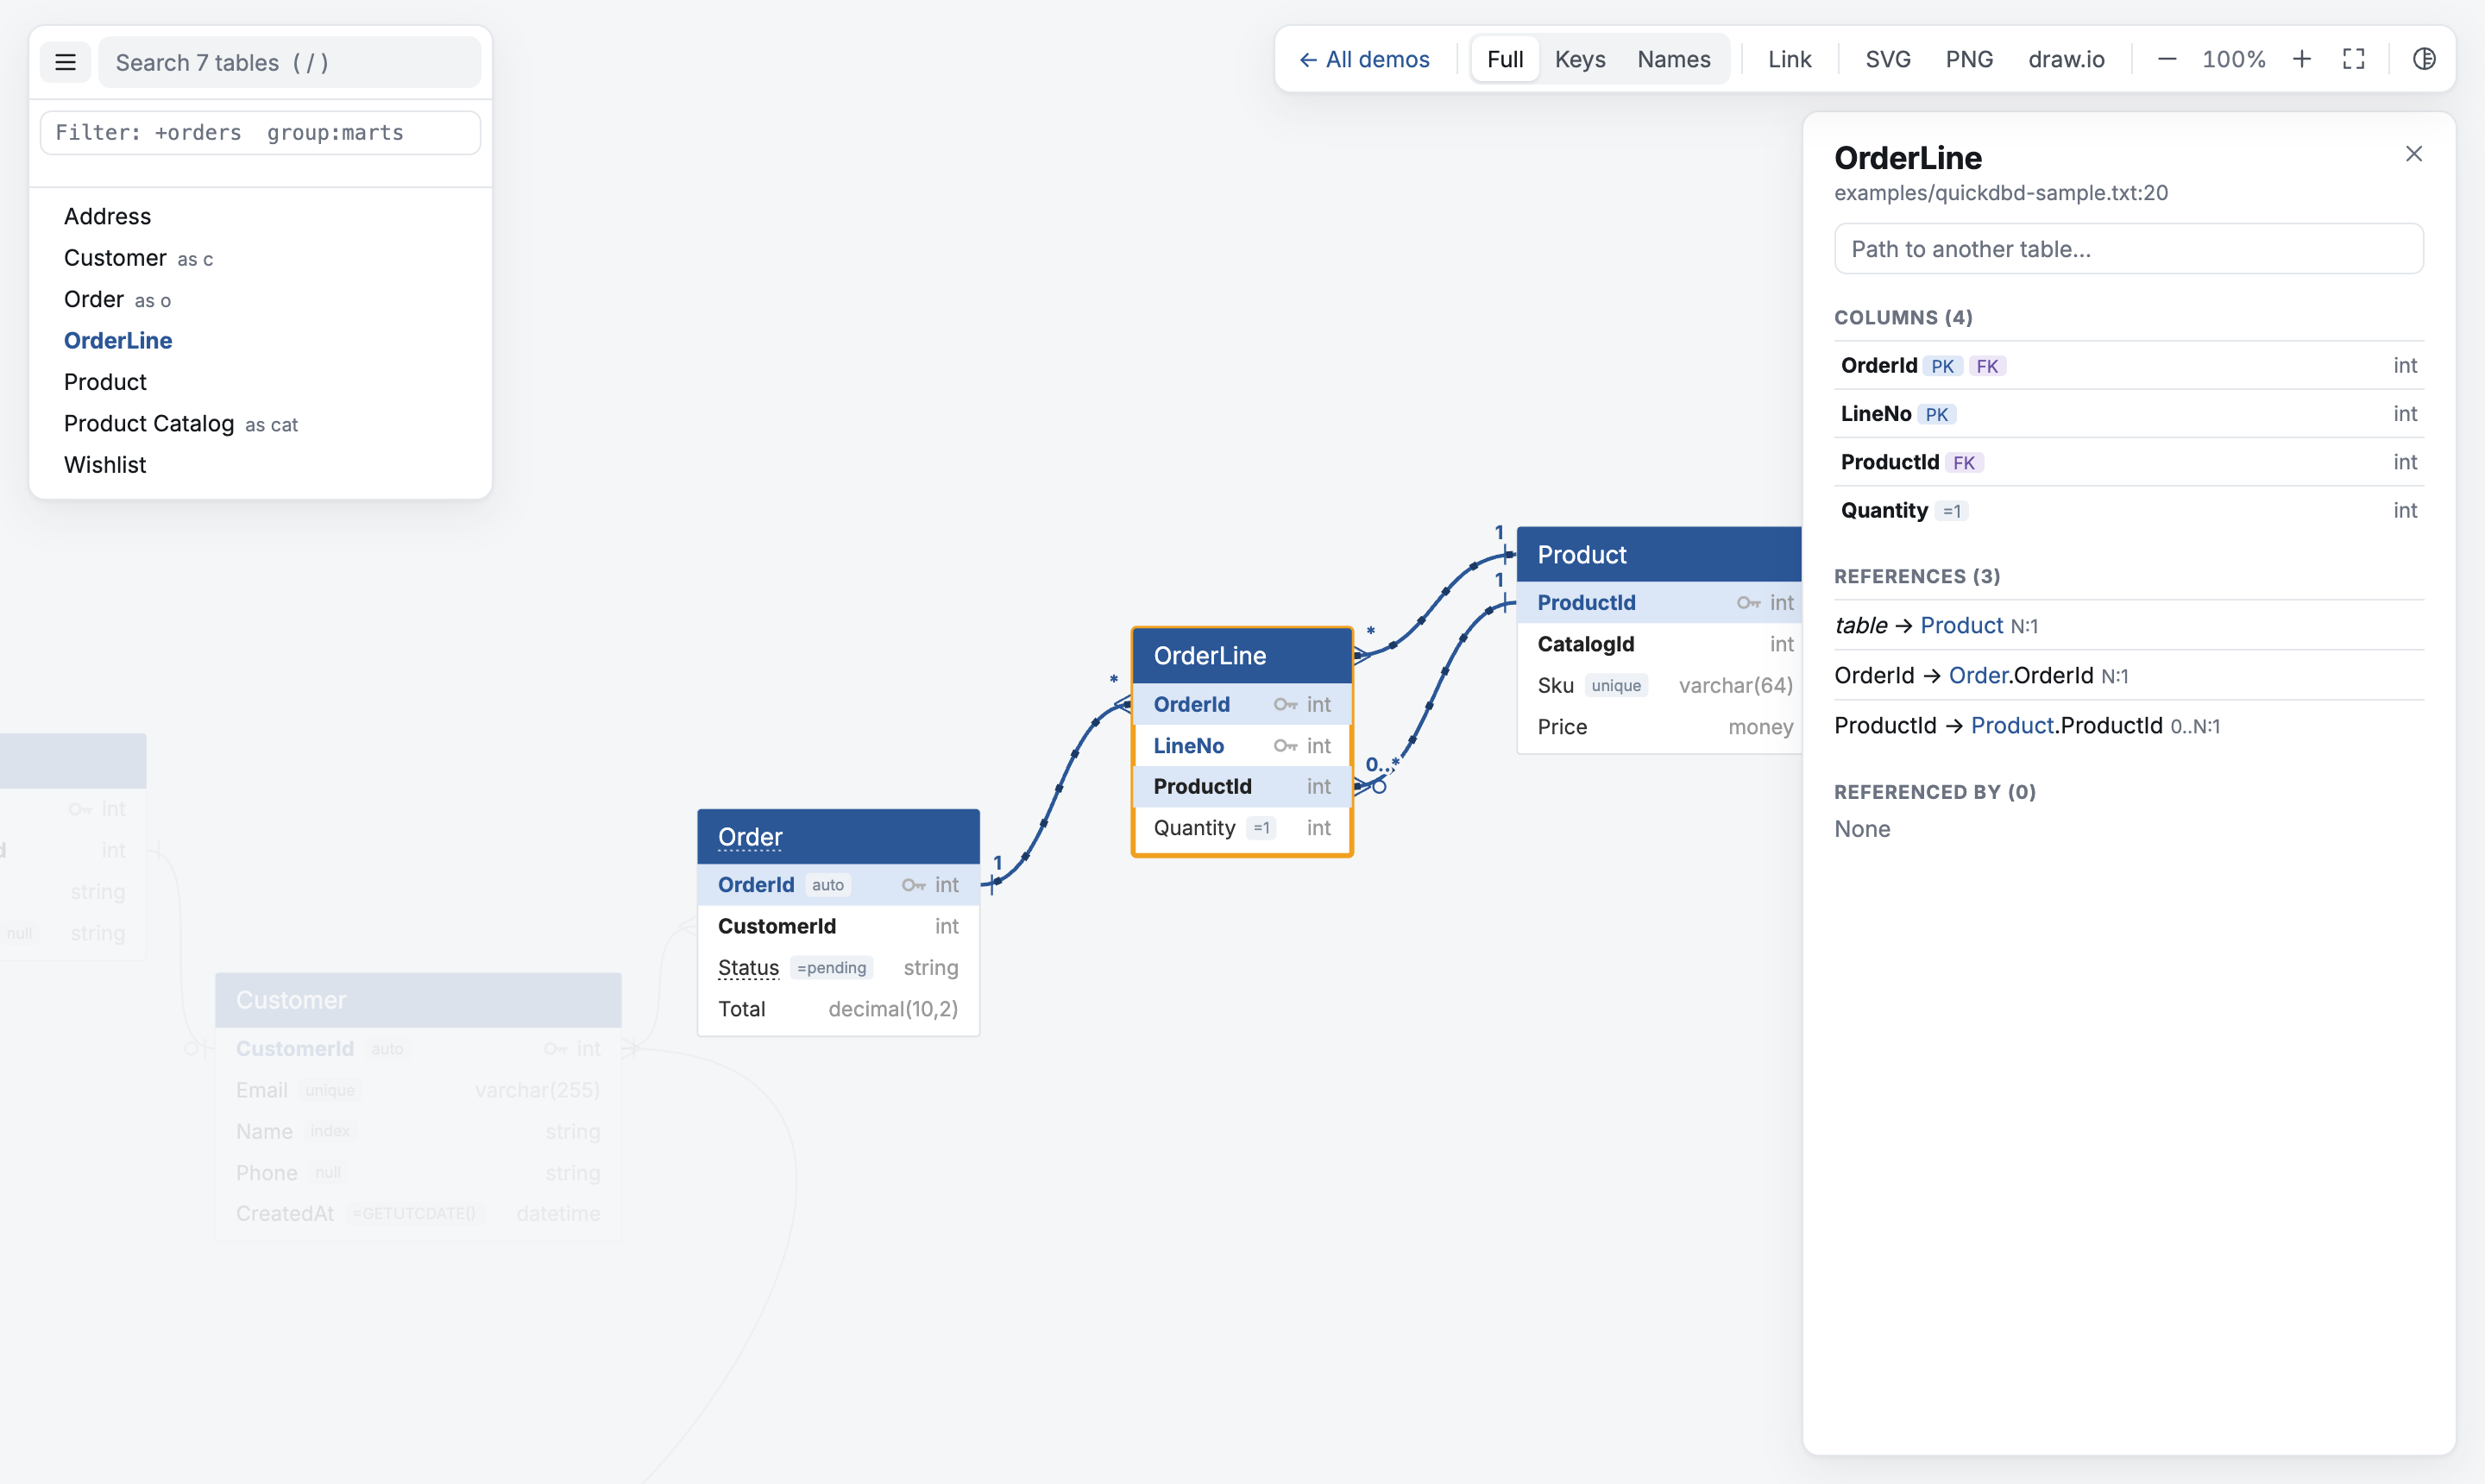 Search 7 tables ( / )
Filter: +orders group:marts
Address
Customer as c
Order as o
OrderLine
Product
Product Catalog as cat
Wishlist
← All demos Full Keys Names Link SVG PNG draw.io − 100% +
OrderLine
examples/quickdbd-sample.txt:20
Path to another table...
COLUMNS (4)
OrderId PK FK int
LineNo PK int
ProductId FK int
Quantity =1 int
REFERENCES (3)
table → Product N:1
OrderId → Order.OrderId N:1
ProductId → Product.ProductId 0..N:1
REFERENCED BY (0)
None
1
Product
1
ProductId int
CatalogId int
Sku unique varchar(64)
Price money
*
OrderLine
*
OrderId int
LineNo int
0..*
ProductId int
Quantity =1 int
Order
1
OrderId auto int
CustomerId int
Status =pending string
Total decimal(10,2)
int
d int
string
null string
Customer
CustomerId auto int
Email unique varchar(255)
Name index string
Phone null string
CreatedAt =GETUTCDATE() datetime